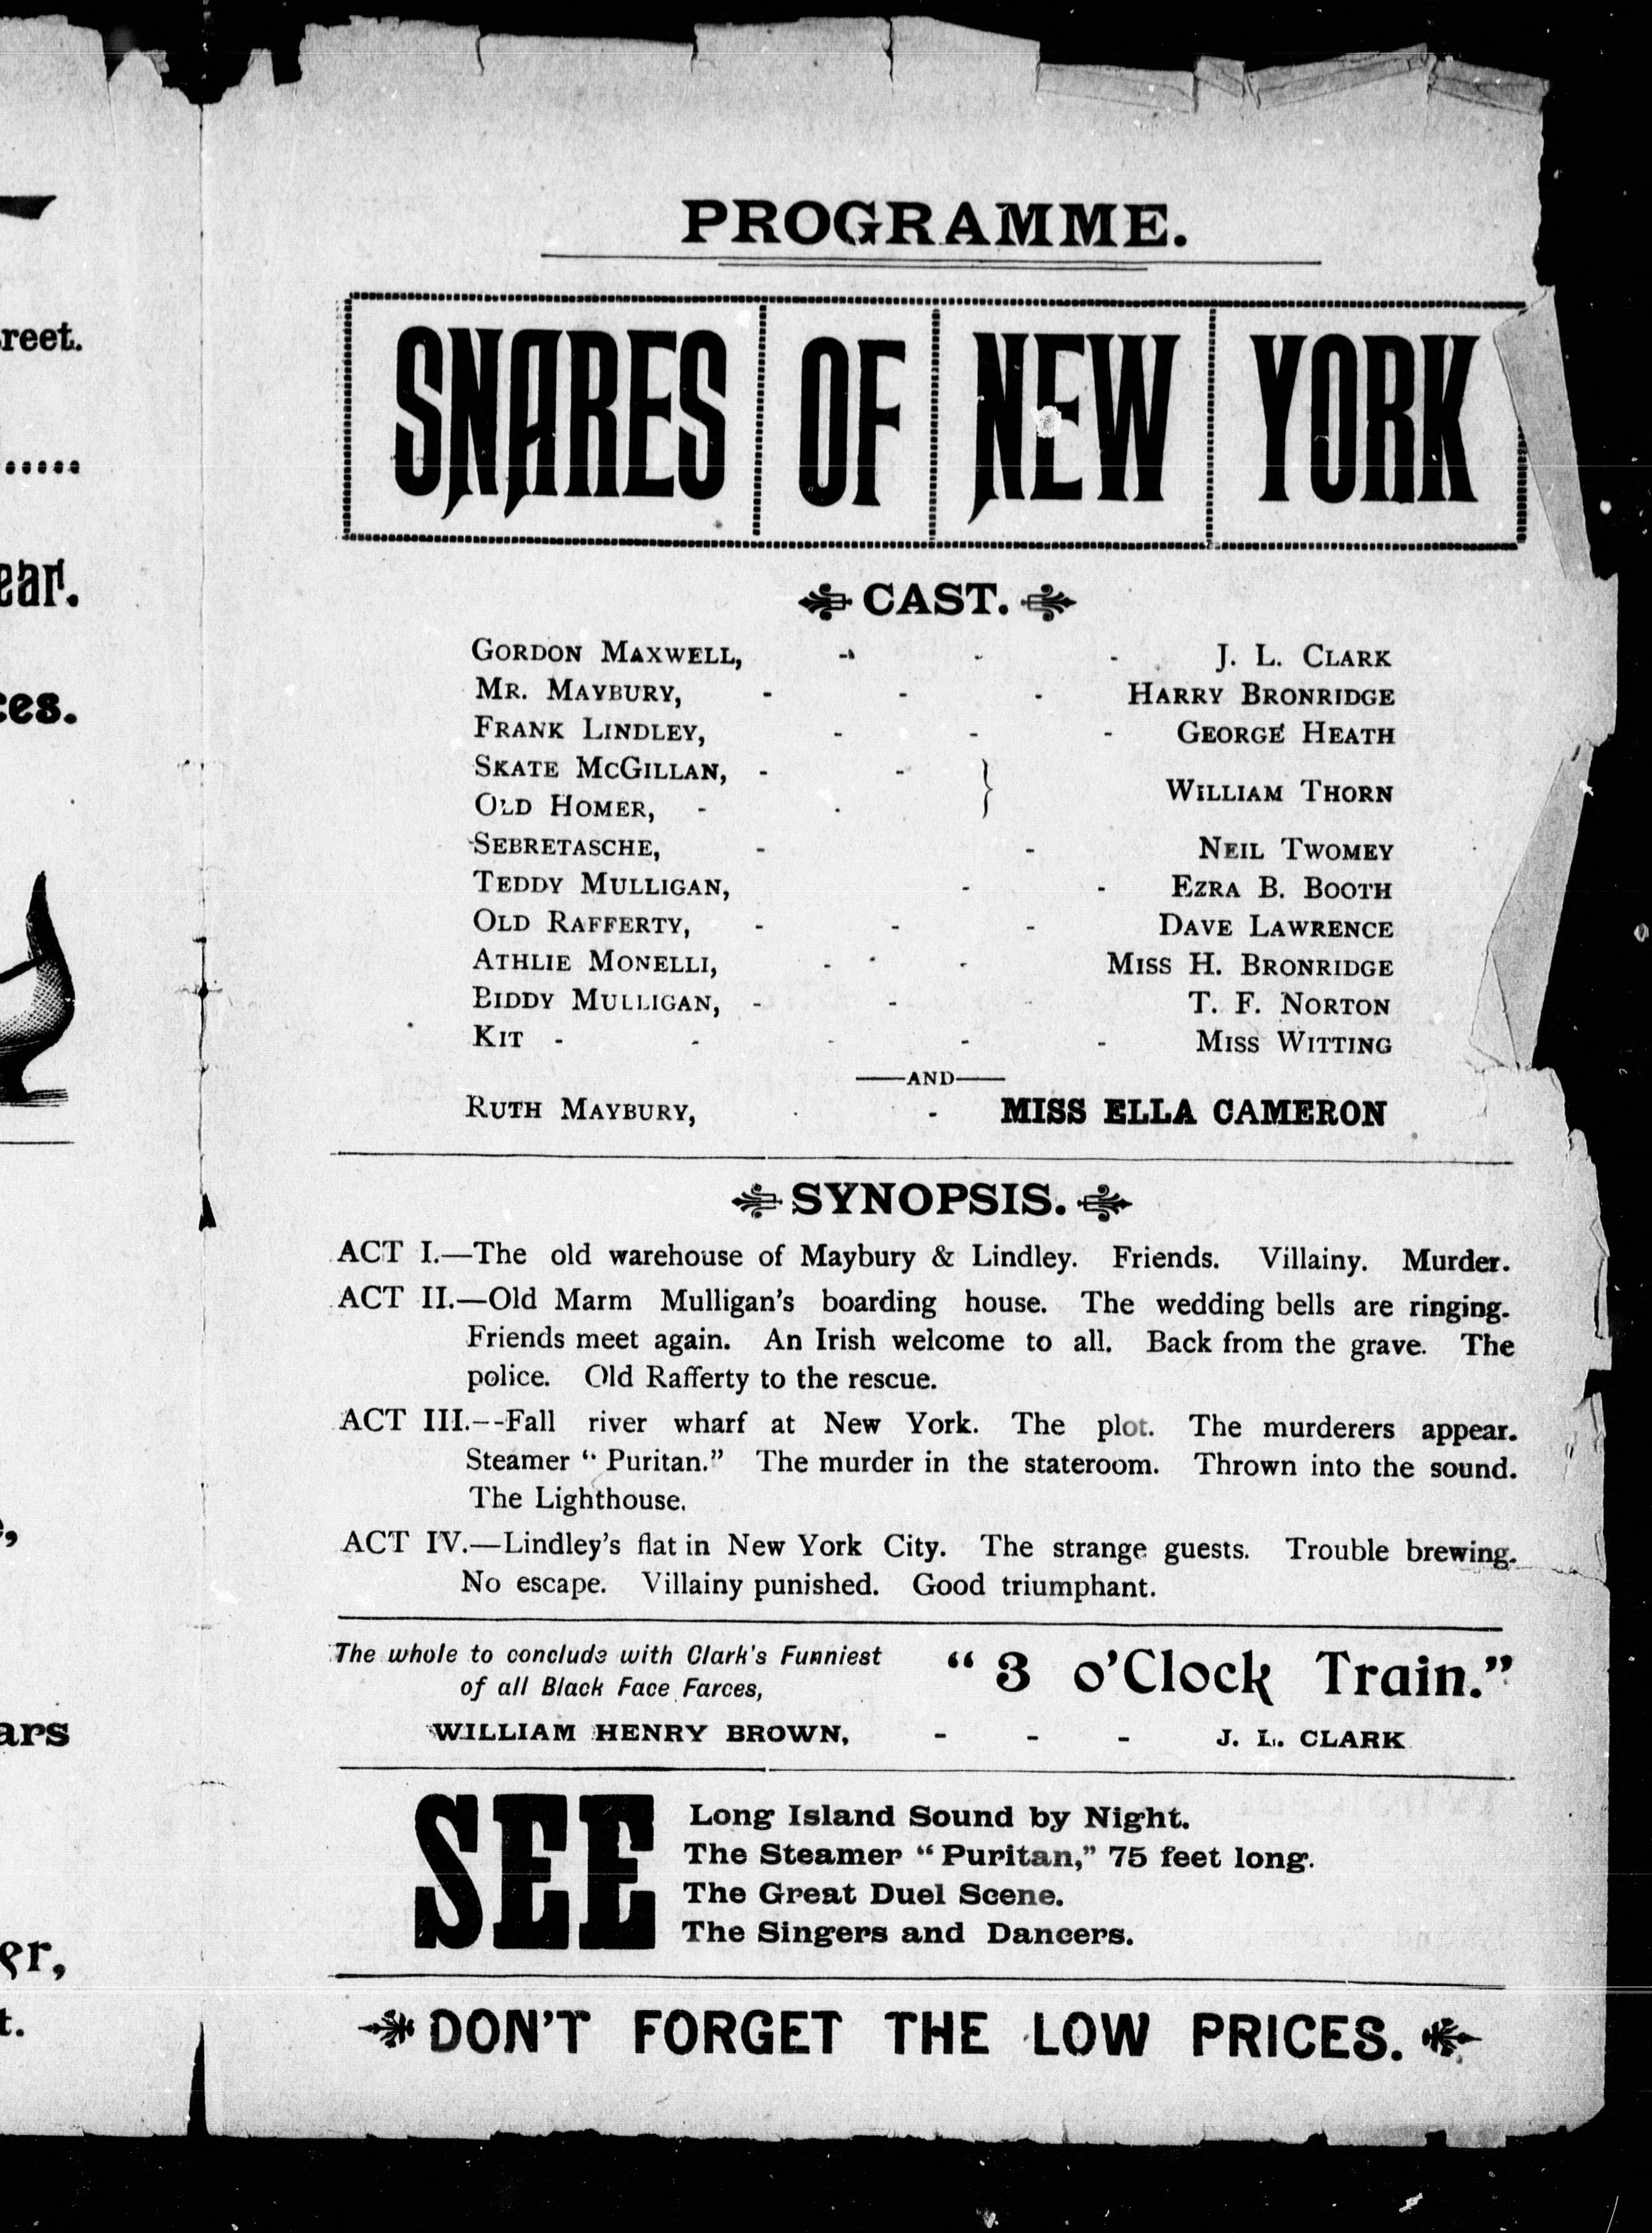 reet.
ear.
ces.
ars
er,
t.
PROGRAMME.
SNARES OF NEW YORK
CAST.
GORDON MAXWELL, - - - J. L. CLARK
MR. MAYBURY, - - - HARRY BRONRIDGE
FRANK LINDLEY, - - - GEORGE HEATH
SKATE MCGILLAN, - - }
OLD HOMER, - - WILLIAM THORN
SEBRETASCHE, - - NEIL TWOMEY
TEDDY MULLIGAN, - - EZRA B. BOOTH
OLD RAFFERTY, - - - DAVE LAWRENCE
ATHLIE MONELLI, - - - MISS H. BRONRIDGE
BIDDY MULLIGAN, - - - T. F. NORTON
KIT - - - - - MISS WITTING
—AND—
RUTH MAYBURY, - - MISS ELLA CAMERON
SYNOPSIS.
ACT I.—The old warehouse of Maybury & Lindley. Friends. Villainy. Murder.
ACT II.—Old Marm Mulligan's boarding house. The wedding bells are ringing.
Friends meet again. An Irish welcome to all. Back from the grave. The
police. Old Rafferty to the rescue.
ACT III.--Fall river wharf at New York. The plot. The murderers appear.
Steamer "Puritan." The murder in the stateroom. Thrown into the sound.
The Lighthouse.
ACT IV.—Lindley's flat in New York City. The strange guests. Trouble brewing.
No escape. Villainy punished. Good triumphant.
The whole to conclude with Clark's Funniest
of all Black Face Farces,
"3 o'Clock Train."
WILLIAM HENRY BROWN, - - - J. L. CLARK
SEE
Long Island Sound by Night.
The Steamer "Puritan," 75 feet long.
The Great Duel Scene.
The Singers and Dancers.
DON'T FORGET THE LOW PRICES.